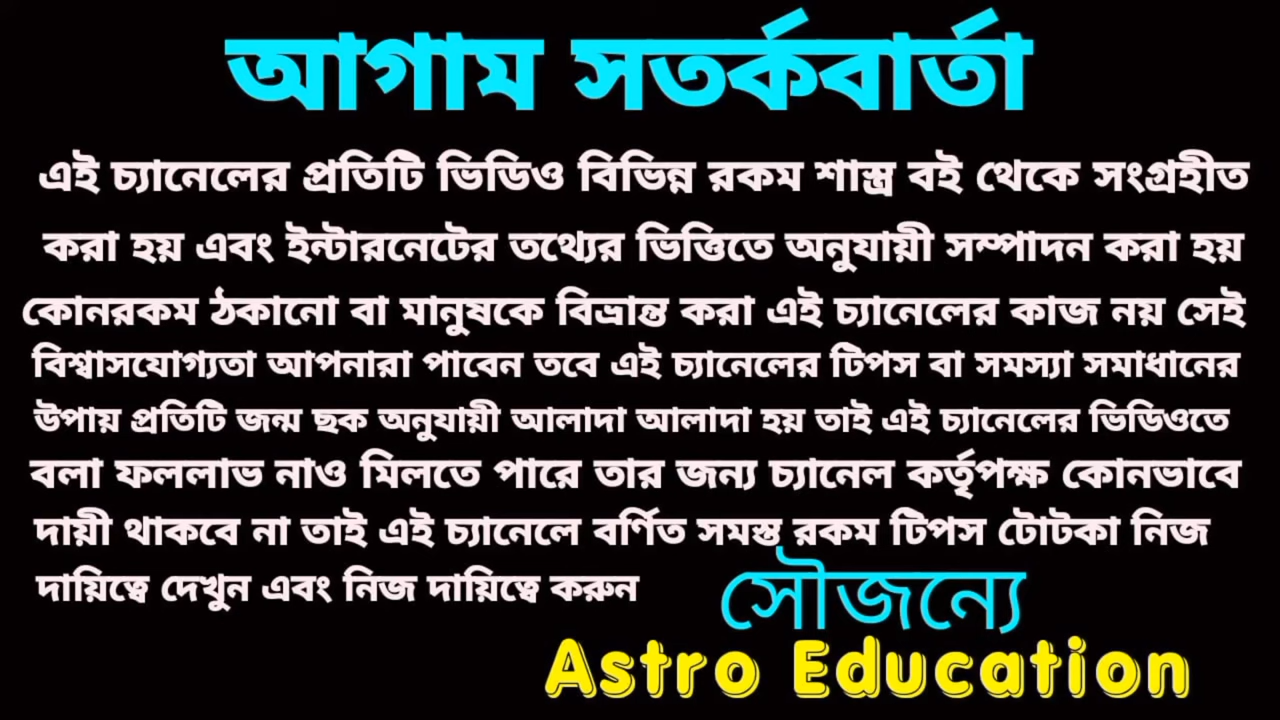 আগাম সতর্কবার্তা
এই চ্যানেলের প্রতিটি ভিডিও বিভিন্ন রকম শাস্ত্র বই থেকে সংগ্রহীত
করা হয় এবং ইন্টারনেটের তথ্যের ভিত্তিতে অনুযায়ী সম্পাদন করা হয়
কোনরকম ঠকানো বা মানুষকে বিভ্রান্ত করা এই চ্যানেলের কাজ নয় সেই
বিশ্বাসযোগ্যতা আপনারা পাবেন তবে এই চ্যানেলের টিপস বা সমস্যা সমাধানের
উপায় প্রতিটি জন্ম ছক অনুযায়ী আলাদা আলাদা হয় তাই এই চ্যানেলের ভিডিওতে
বলা ফললাভ নাও মিলতে পারে তার জন্য চ্যানেল কর্তৃপক্ষ কোনভাবে
দায়ী থাকবে না তাই এই চ্যানেলে বর্ণিত সমস্ত রকম টিপস টোটকা নিজ
দায়িত্বে দেখুন এবং নিজ দায়িত্বে করুন
সৌজন্যে
Astro Education